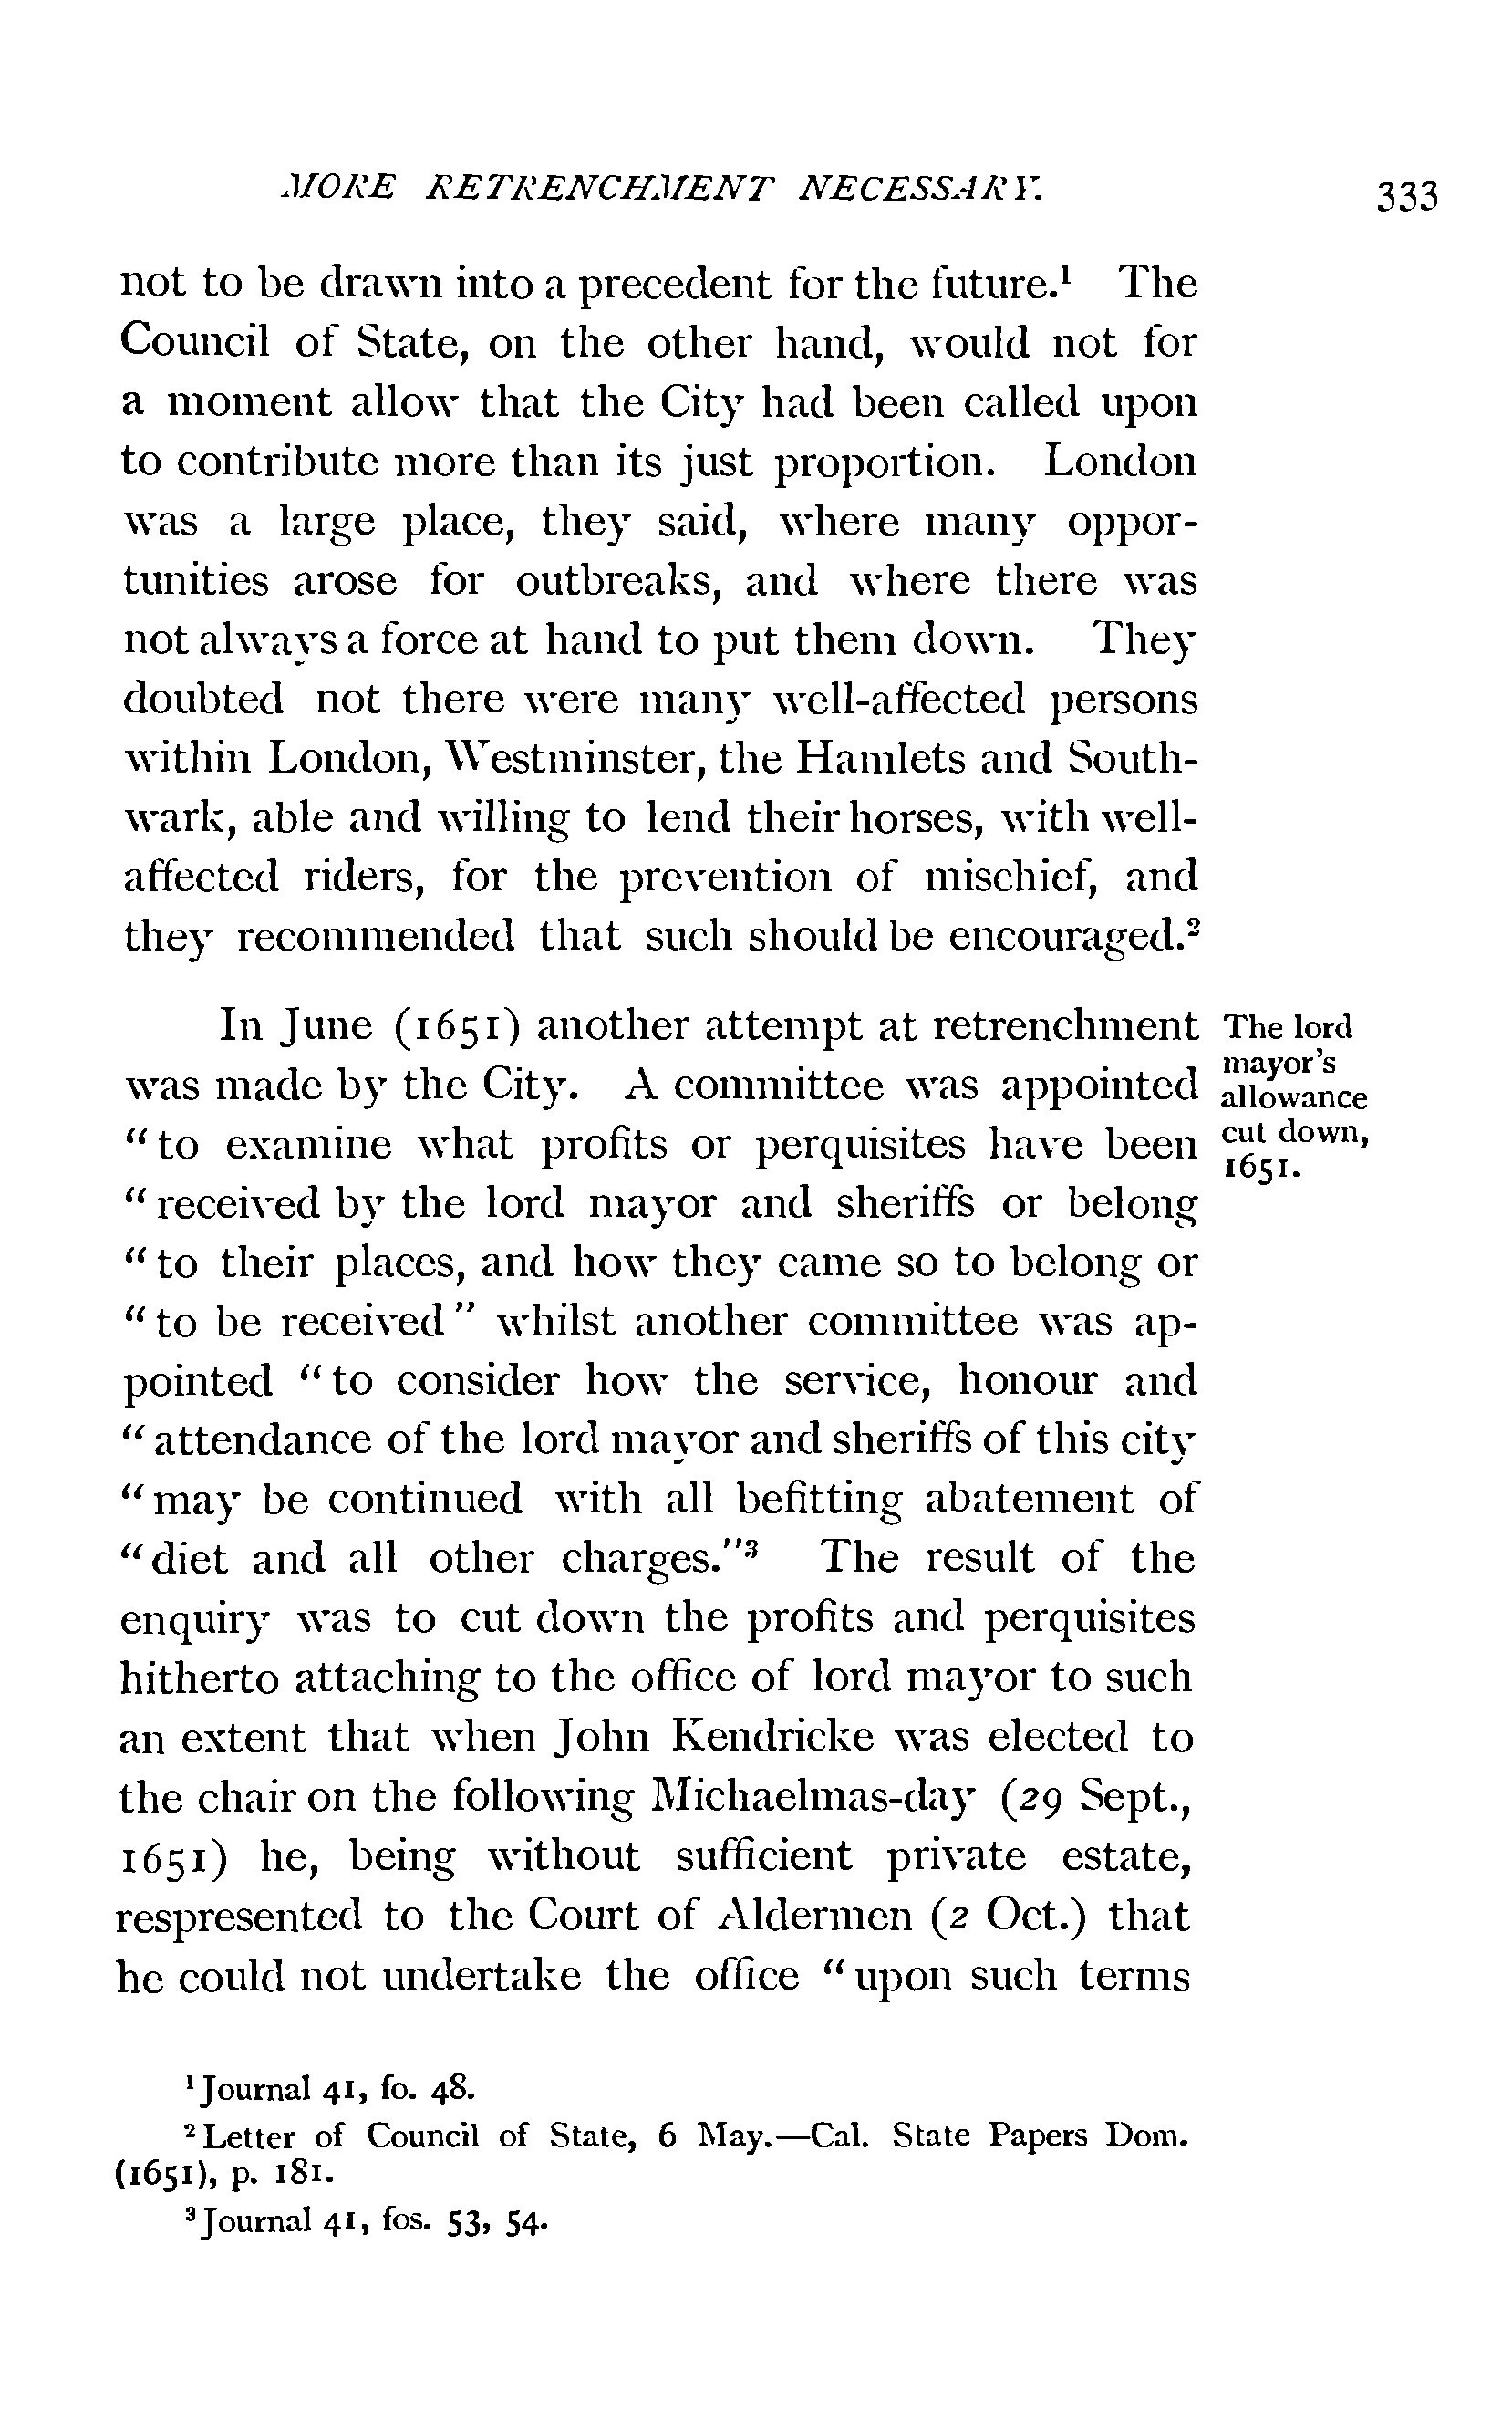 MORE RETRENCHMENT NECESSARY. 333
not to be drawn into a precedent for the future.¹ The
Council of State, on the other hand, would not for
a moment allow that the City had been called upon
to contribute more than its just proportion. London
was a large place, they said, where many oppor-
tunities arose for outbreaks, and where there was
not always a force at hand to put them down. They
doubted not there were many well-affected persons
within London, Westminster, the Hamlets and South-
wark, able and willing to lend their horses, with well-
affected riders, for the prevention of mischief, and
they recommended that such should be encouraged.²
In June (1651) another attempt at retrenchment
was made by the City. A committee was appointed
"to examine what profits or perquisites have been
"received by the lord mayor and sheriffs or belong
"to their places, and how they came so to belong or
"to be received" whilst another committee was ap-
pointed "to consider how the service, honour and
"attendance of the lord mayor and sheriffs of this city
"may be continued with all befitting abatement of
"diet and all other charges."³ The result of the
enquiry was to cut down the profits and perquisites
hitherto attaching to the office of lord mayor to such
an extent that when John Kendricke was elected to
the chair on the following Michaelmas-day (29 Sept.,
1651) he, being without sufficient private estate,
respresented to the Court of Aldermen (2 Oct.) that
he could not undertake the office "upon such terms
The lord
mayor's
allowance
cut down,
1651.
¹Journal 41, fo. 48.
²Letter of Council of State, 6 May.—Cal. State Papers Dom.
(1651), p. 181.
³Journal 41, fos. 53, 54.